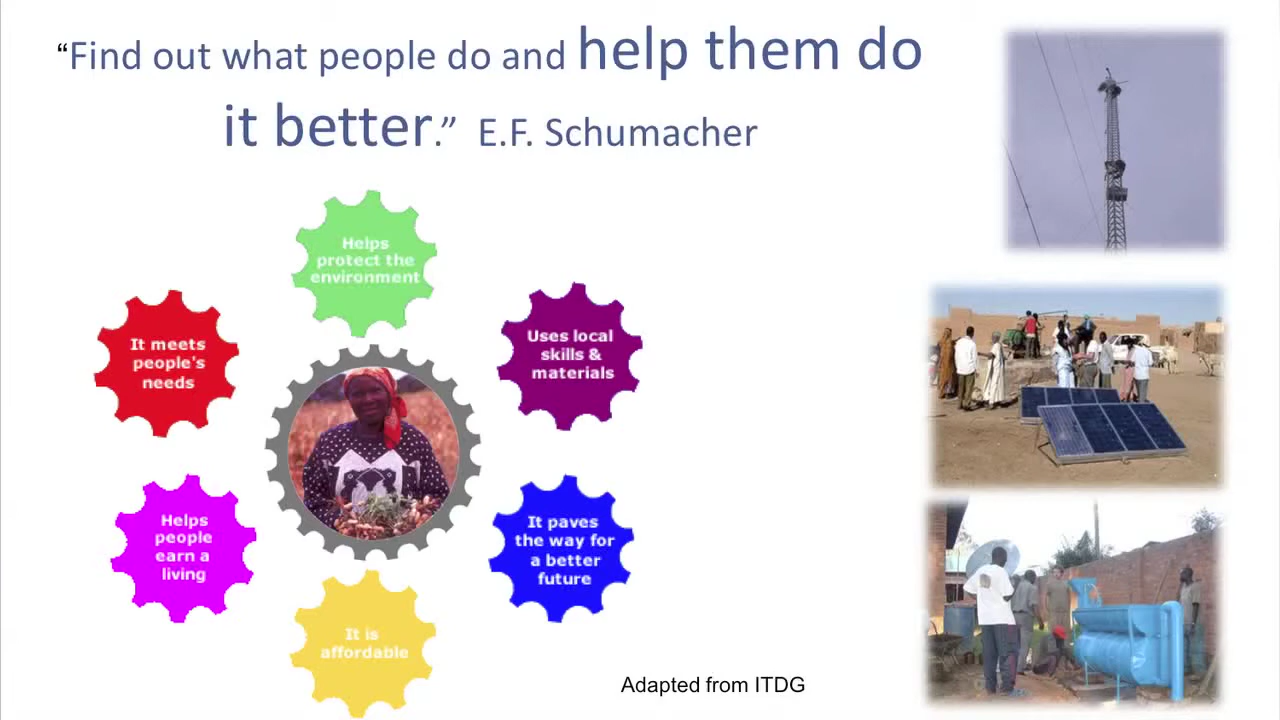 “Find out what people do and help them do
it better.” E.F. Schumacher
Helps
protect the
environment
It meets
people's
needs
Uses local
skills &
materials
Helps
people
earn a
living
It paves
the way for
a better
future
It is
affordable
Adapted from ITDG